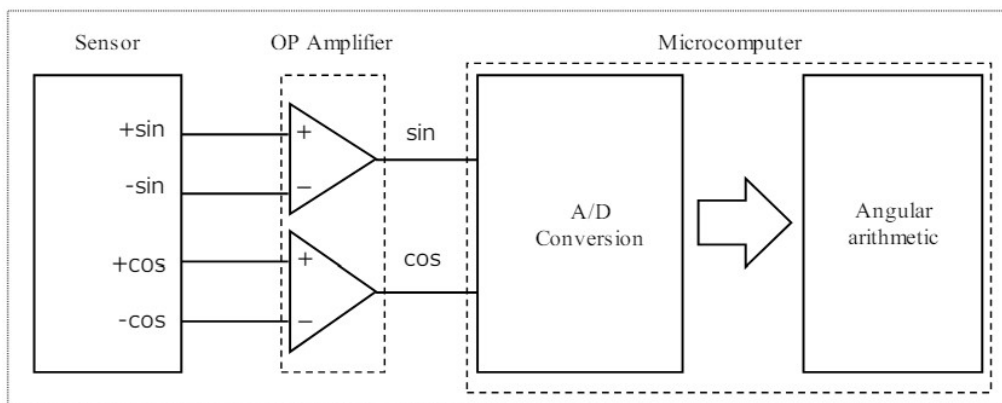 Sensor
OP Amplifier
Microcomputer
+sin
-sin
+cos
-cos
+
−
+
−
sin
cos
A/D
Conversion
Angular
arithmetic